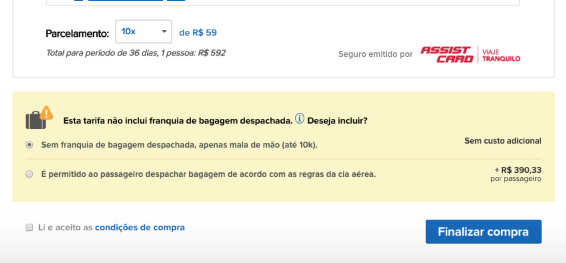 Parcelamento: 10x de R$ 59
Total para período de 36 dias, 1 pessoa: R$ 592
Seguro emitido por ASSIST CARD VIAJE TRANQUILO
Esta tarifa não inclui franquia de bagagem despachada. i Deseja incluir?
Sem franquia de bagagem despachada, apenas mala de mão (até 10k). Sem custo adicional
É permitido ao passageiro despachar bagagem de acordo com as regras da cia aérea. + R$ 390,33
por passageiro
Li e aceito as condições de compra
Finalizar compra